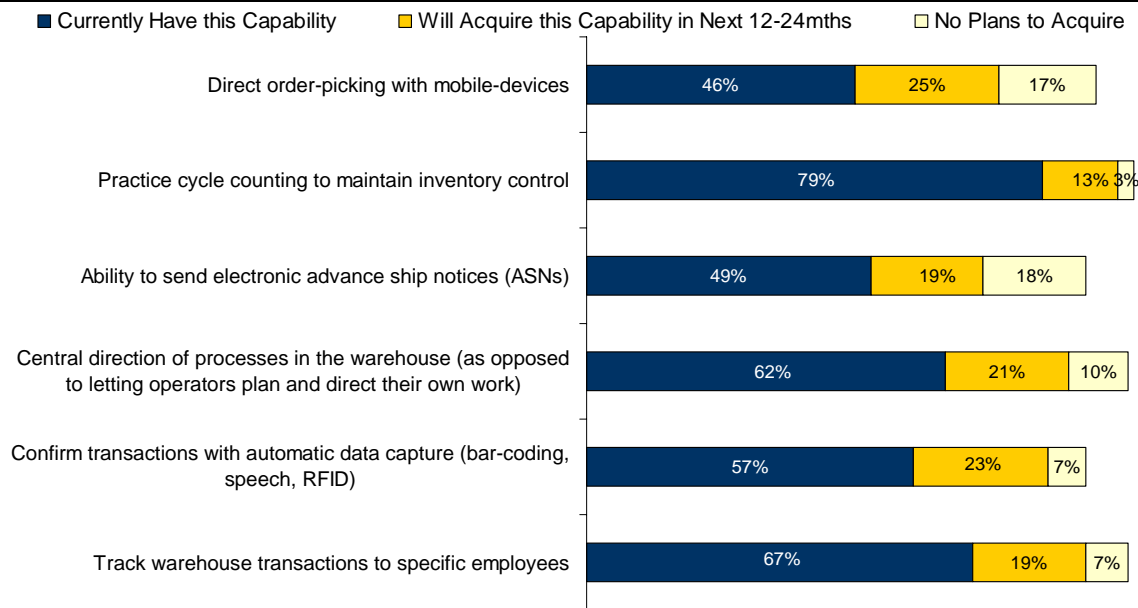 Currently Have this Capability Will Acquire this Capability in Next 12-24mths No Plans to Acquire
Direct order-picking with mobile-devices 46% 25% 17%
Practice cycle counting to maintain inventory control 79% 13% 3%
Ability to send electronic advance ship notices (ASNs) 49% 19% 18%
Central direction of processes in the warehouse (as opposed
to letting operators plan and direct their own work) 62% 21% 10%
Confirm transactions with automatic data capture (bar-coding,
speech, RFID) 57% 23% 7%
Track warehouse transactions to specific employees 67% 19% 7%